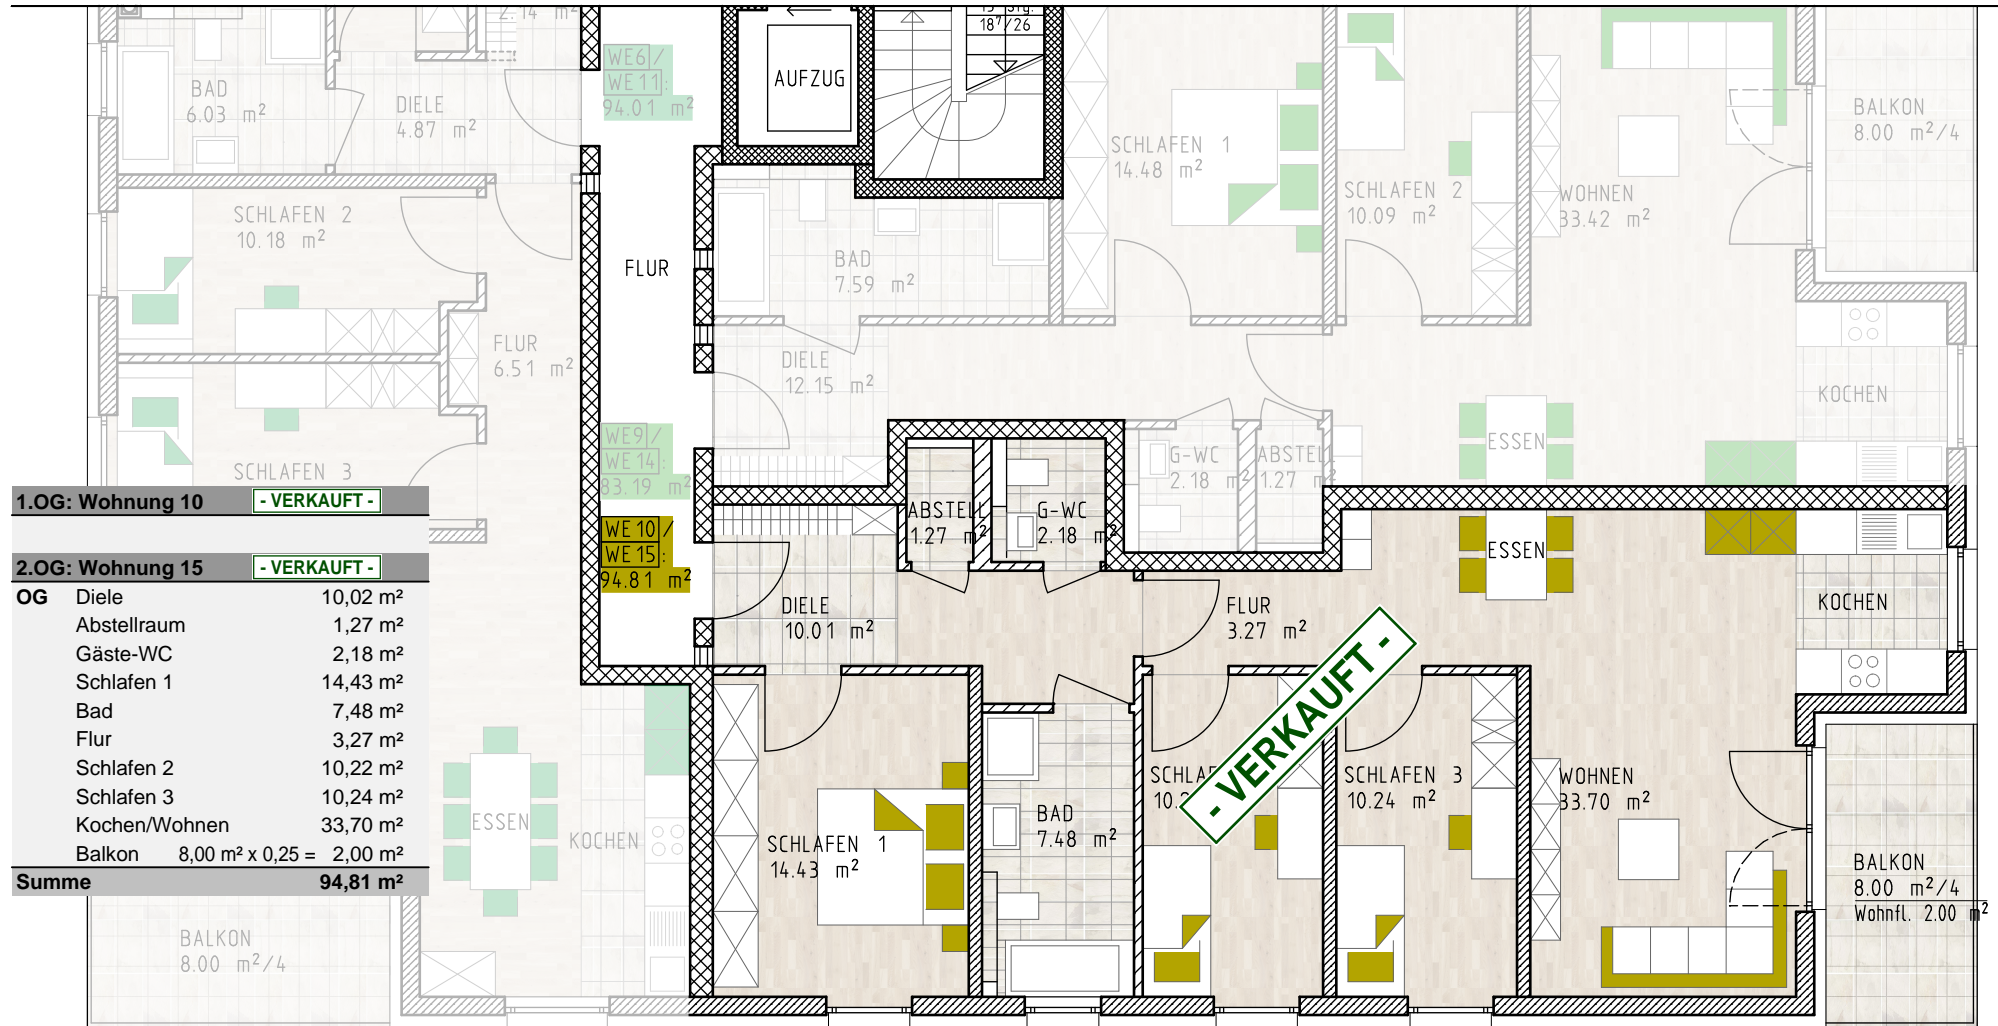 2.14 m²
15 Stg.
18⁷/26
AUFZUG
WE6 /
WE 11 :
94.01 m²
BAD
6.03 m²
DIELE
4.87 m²
SCHLAFEN 1
14.48 m²
SCHLAFEN 2
10.09 m²
WOHNEN
33.42 m²
BALKON
8.00 m²/4
SCHLAFEN 2
10.18 m²
FLUR
BAD
7.59 m²
FLUR
6.51 m²
DIELE
12.15 m²
KOCHEN
ESSEN
WE9 /
WE 14 :
83.19 m²
G-WC
2.18 m²
ABSTELL
1.27 m²
SCHLAFEN 3
1.OG: Wohnung 10 - VERKAUFT -
2.OG: Wohnung 15 - VERKAUFT -
OG Diele 10,02 m²
Abstellraum 1,27 m²
Gäste-WC 2,18 m²
Schlafen 1 14,43 m²
Bad 7,48 m²
Flur 3,27 m²
Schlafen 2 10,22 m²
Schlafen 3 10,24 m²
Kochen/Wohnen 33,70 m²
Balkon 8,00 m² x 0,25 = 2,00 m²
Summe 94,81 m²
WE 10 /
WE 15 :
94.81 m²
ABSTELL
1.27 m²
G-WC
2.18 m²
ESSEN
DIELE
10.01 m²
FLUR
3.27 m²
KOCHEN
- VERKAUFT -
SCHLAF
10.2
SCHLAFEN 3
10.24 m²
WOHNEN
33.70 m²
ESSEN
KOCHEN
SCHLAFEN 1
14.43 m²
BAD
7.48 m²
BALKON
8.00 m²/4
Wohnfl. 2.00 m²
BALKON
8.00 m²/4